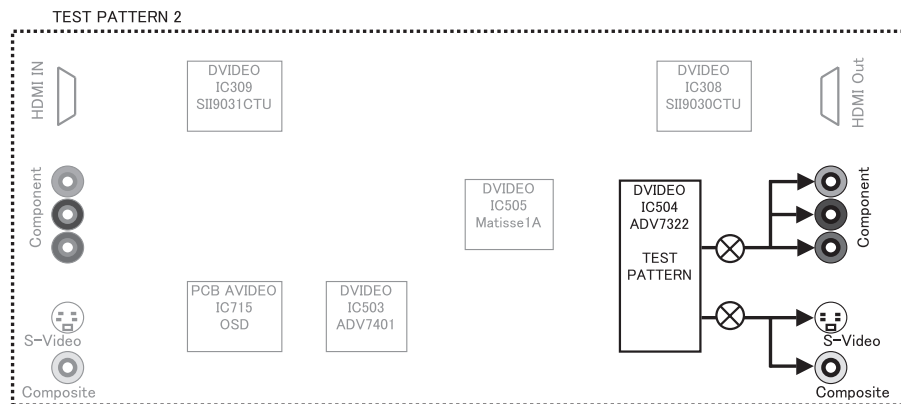 TEST PATTERN 2
HDMI IN
DVIDEO
IC309
SII9031CTU
DVIDEO
IC308
SII9030CTU
HDMI Out
Component
DVIDEO
IC505
Matisse1A
DVIDEO
IC504
ADV7322
TEST
PATTERN
Component
PCB AVIDEO
IC715
OSD
DVIDEO
IC503
ADV7401
S-Video
S-Video
Composite
Composite